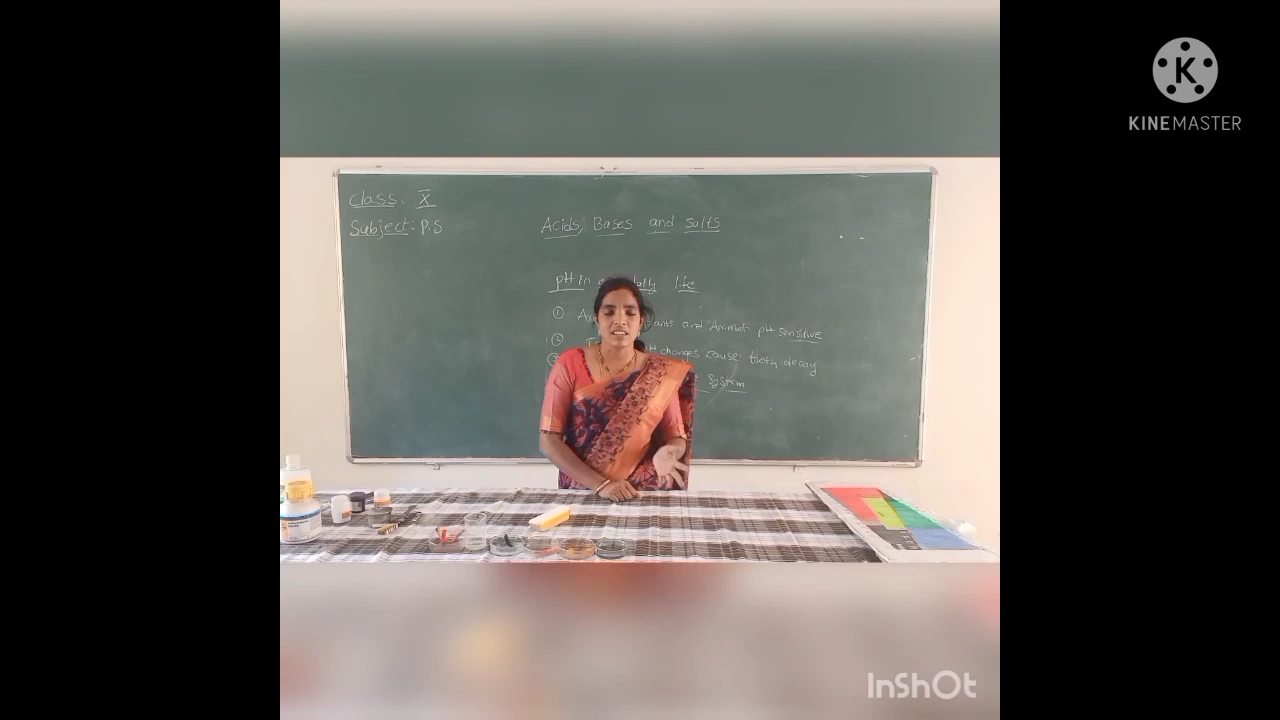 KINEMASTER
Class. X
Subject: P.S
Acids, Bases and salts
pH in life
① and Animals pH sensitive
② pH changes cause tooth decay
③ System
InShOt